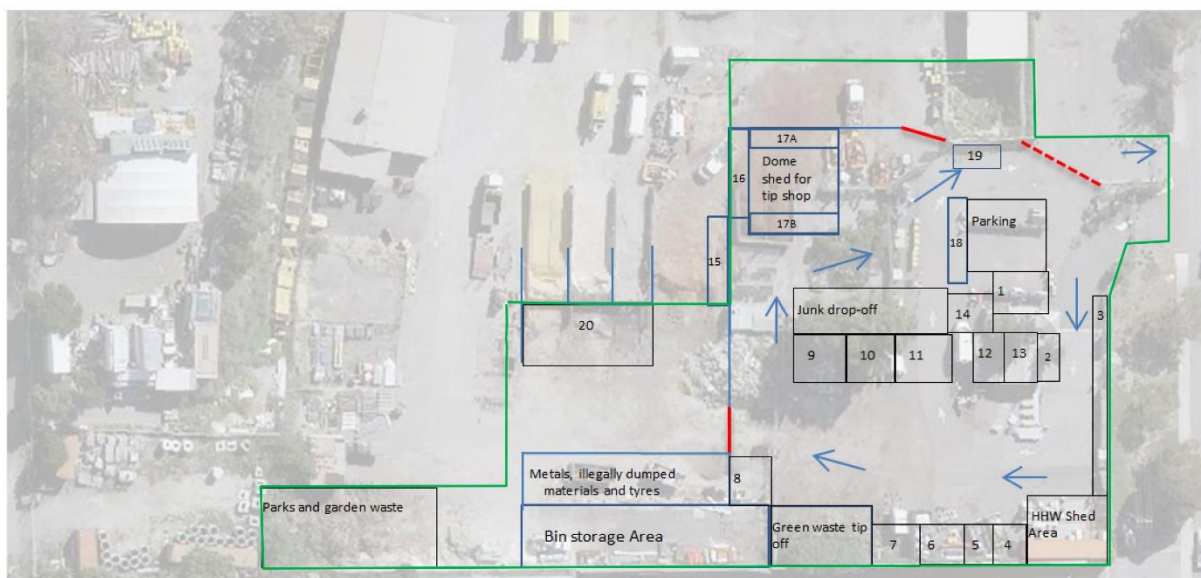 17A
Dome
shed for
tip shop
16
17B
15
19
18
Parking
1
3
20
Junk drop-off
14
9
10
11
12
13
2
Metals, illegally dumped
materials and tyres
8
Parks and garden waste
Bin storage Area
Green waste tip
off
7
6
5
4
HHW Shed
Area